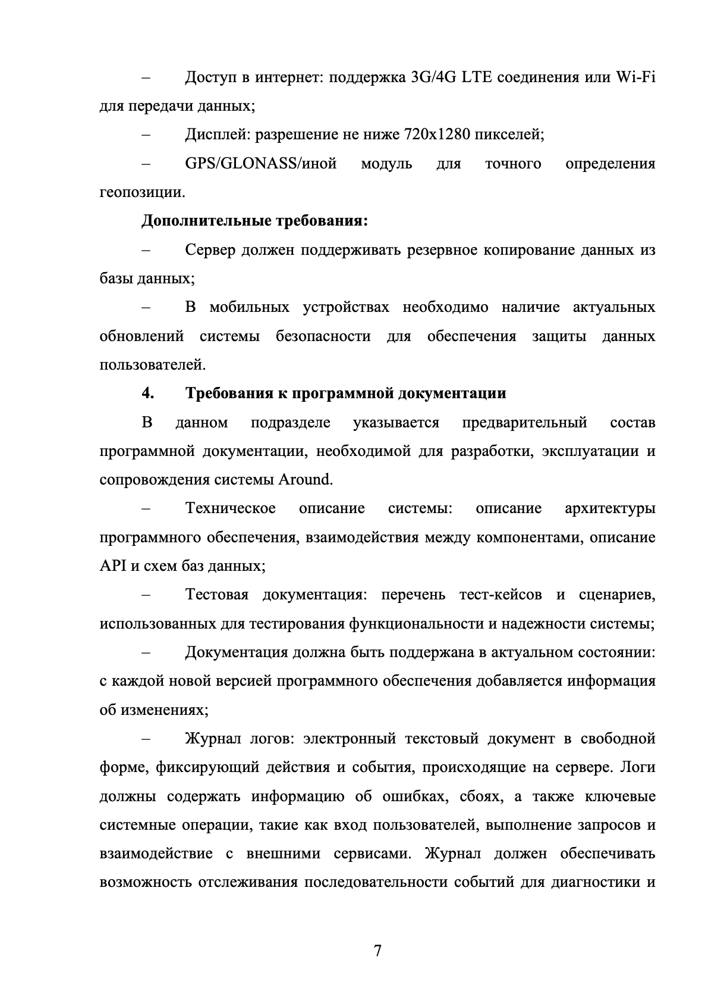 – Доступ в интернет: поддержка 3G/4G LTE соединения или Wi-Fi
для передачи данных;
– Дисплей: разрешение не ниже 720x1280 пикселей;
– GPS/GLONASS/иной модуль для точного определения
геопозиции.
Дополнительные требования:
– Сервер должен поддерживать резервное копирование данных из
базы данных;
– В мобильных устройствах необходимо наличие актуальных
обновлений системы безопасности для обеспечения защиты данных
пользователей.
4. Требования к программной документации
В данном подразделе указывается предварительный состав
программной документации, необходимой для разработки, эксплуатации и
сопровождения системы Around.
– Техническое описание системы: описание архитектуры
программного обеспечения, взаимодействия между компонентами, описание
API и схем баз данных;
– Тестовая документация: перечень тест-кейсов и сценариев,
использованных для тестирования функциональности и надежности системы;
– Документация должна быть поддержана в актуальном состоянии:
с каждой новой версией программного обеспечения добавляется информация
об изменениях;
– Журнал логов: электронный текстовый документ в свободной
форме, фиксирующий действия и события, происходящие на сервере. Логи
должны содержать информацию об ошибках, сбоях, а также ключевые
системные операции, такие как вход пользователей, выполнение запросов и
взаимодействие с внешними сервисами. Журнал должен обеспечивать
возможность отслеживания последовательности событий для диагностики и
7